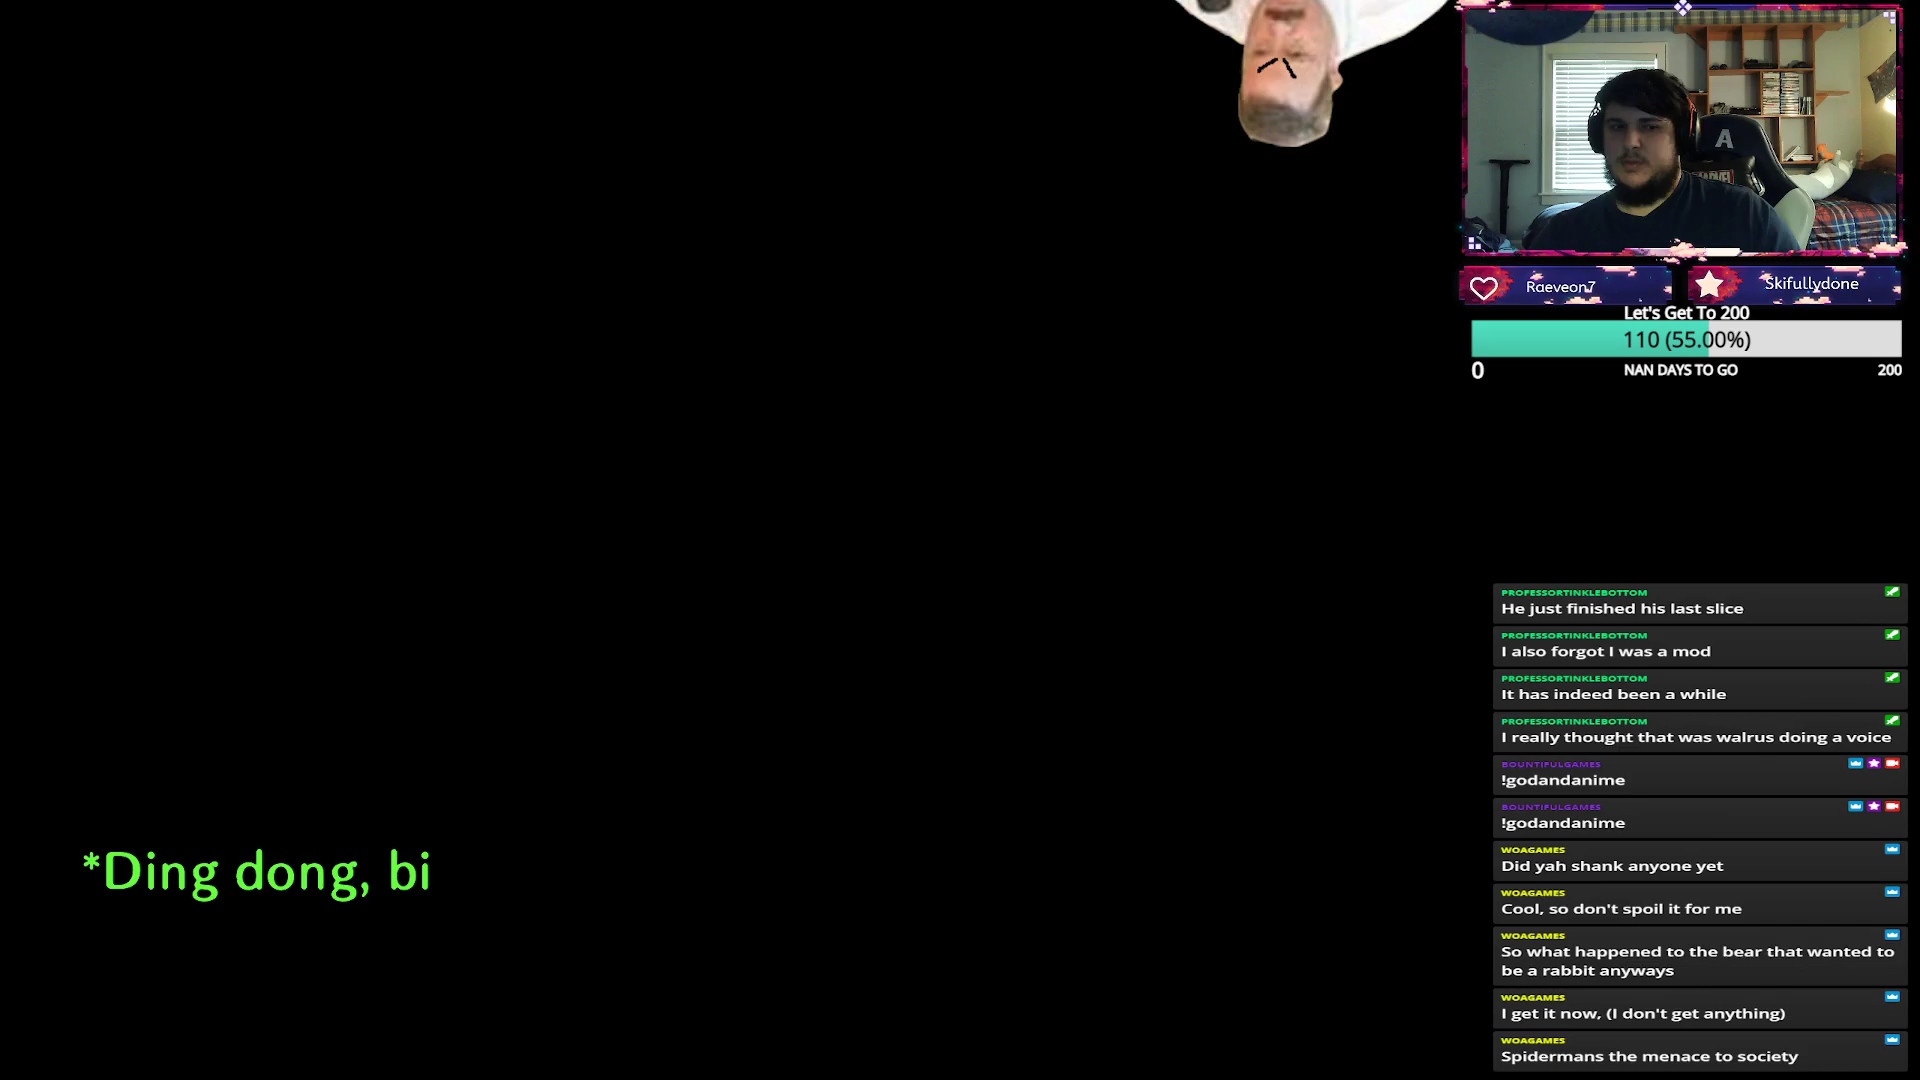 A
MARVEL
Raeveon7
Skifullydone
Let's Get To 200
110 (55.00%)
0
NAN DAYS TO GO
200
PROFESSORTINKLEBOTTOM
He just finished his last slice
PROFESSORTINKLEBOTTOM
I also forgot I was a mod
PROFESSORTINKLEBOTTOM
It has indeed been a while
PROFESSORTINKLEBOTTOM
I really thought that was walrus doing a voice
BOUNTIFULGAMES
!godandanime
BOUNTIFULGAMES
!godandanime
WOAGAMES
Did yah shank anyone yet
WOAGAMES
Cool, so don't spoil it for me
WOAGAMES
So what happened to the bear that wanted to
be a rabbit anyways
WOAGAMES
I get it now, (I don't get anything)
WOAGAMES
Spidermans the menace to society
*Ding dong, bi